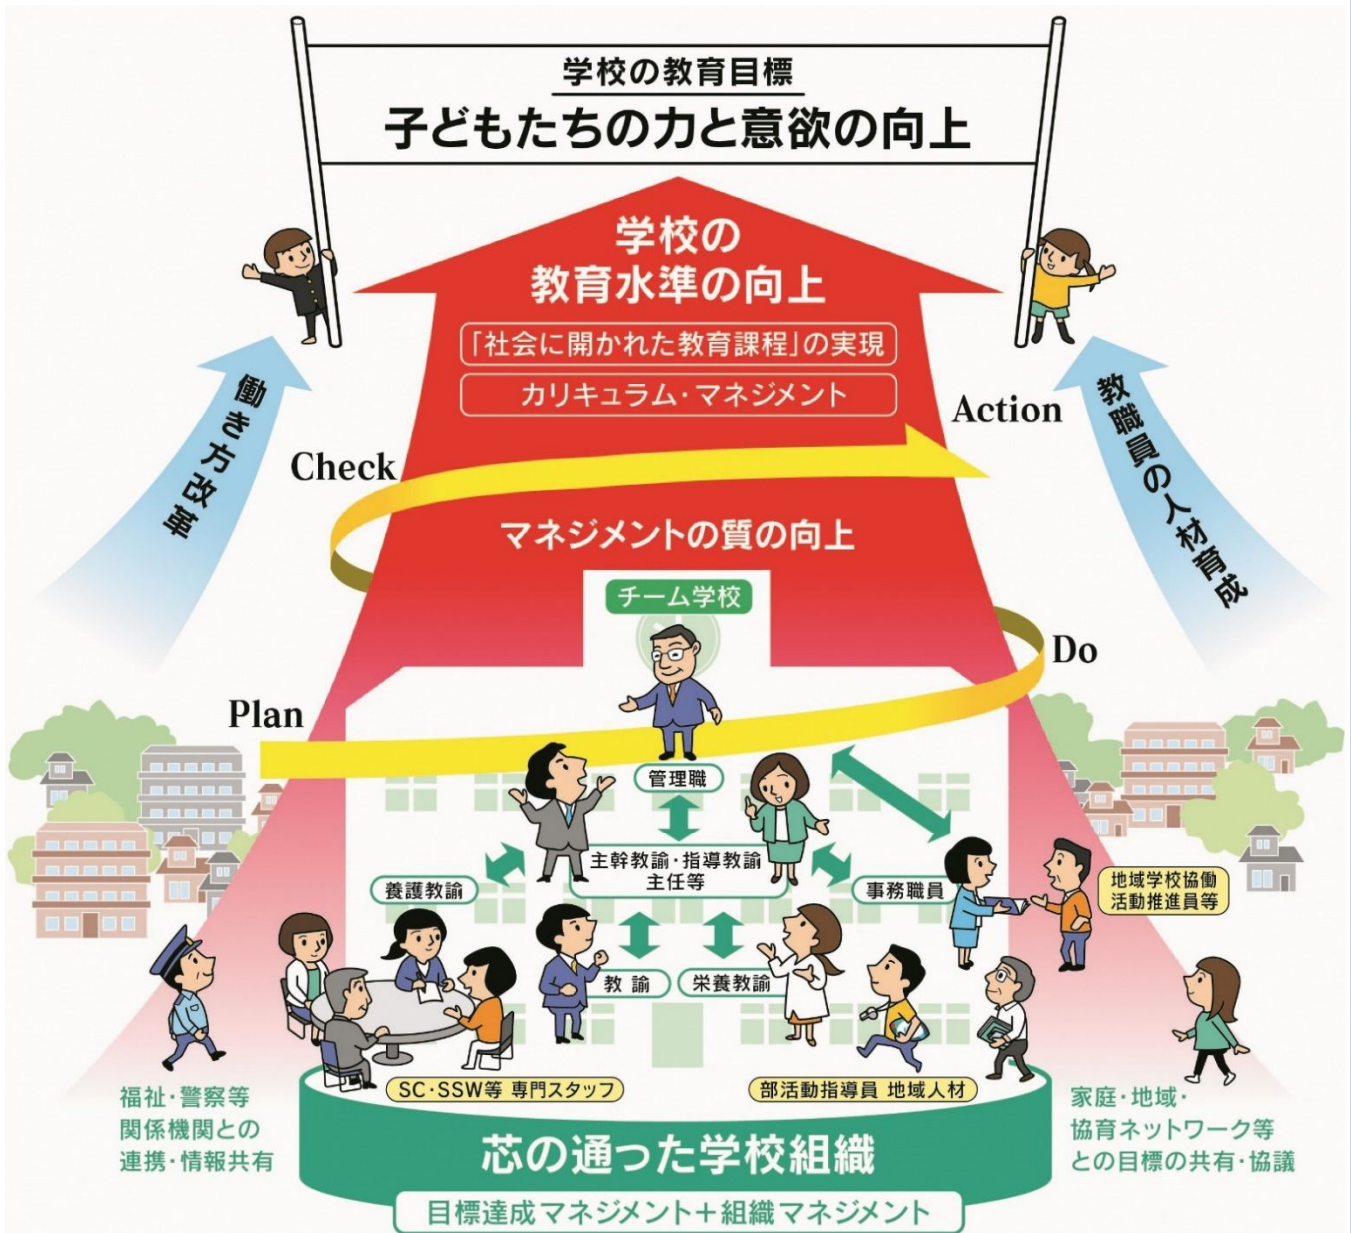 学校の教育目標
子どもたちの力と意欲の向上
学校の
教育水準の向上
「社会に開かれた教育課程」の実現
カリキュラム・マネジメント
働き方改革
教職員の人材育成
Action
Check
マネジメントの質の向上
チーム学校
Do
Plan
管理職
主幹教諭・指導教諭
主任等
養護教諭
事務職員
地域学校協働
活動推進員等
教 諭
栄養教諭
SC・SSW等 専門スタッフ
部活動指導員 地域人材
福祉・警察等
関係機関との
連携・情報共有
家庭・地域・
協育ネットワーク等
との目標の共有・協議
芯の通った学校組織
目標達成マネジメント＋組織マネジメント